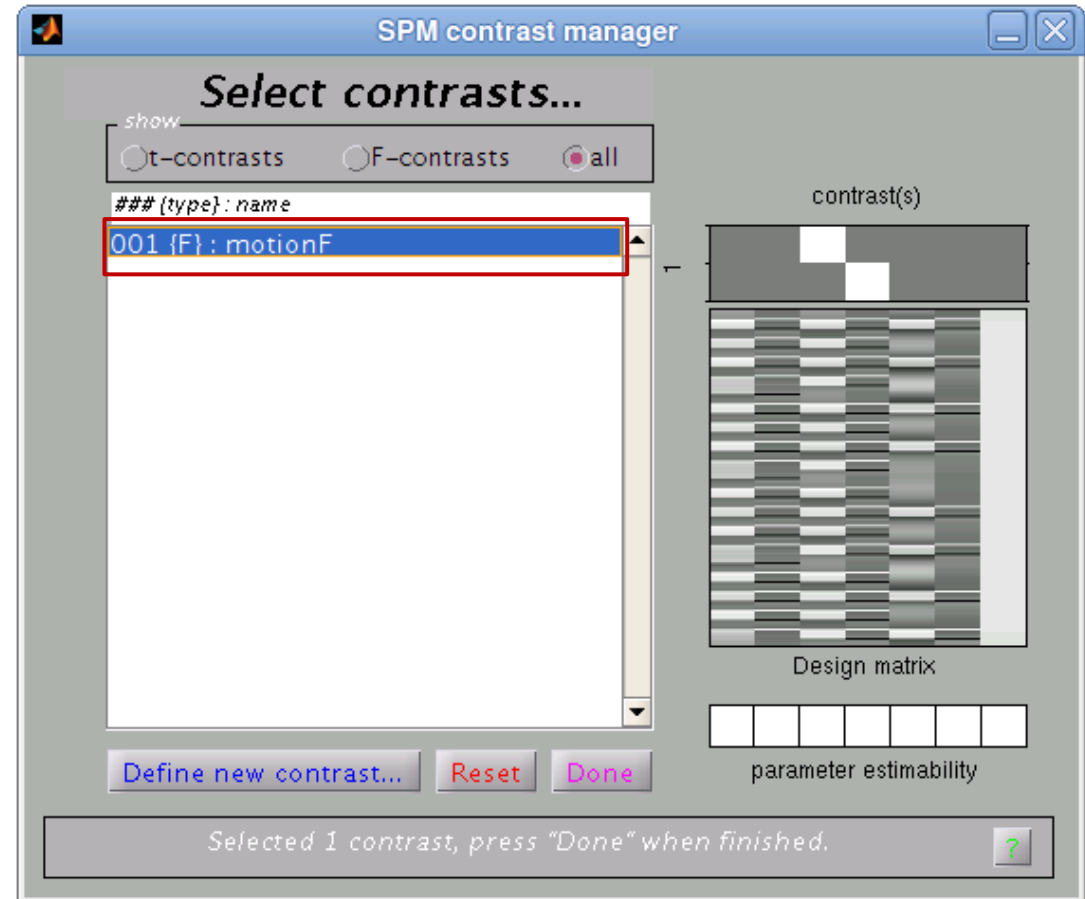 SPM contrast manager
Select contrasts...
show
t-contrasts F-contrasts all
### {type} : name
001 {F} : motionF
contrast(s)
1
Design matrix
parameter estimability
Define new contrast... Reset Done
Selected 1 contrast, press "Done" when finished.
?